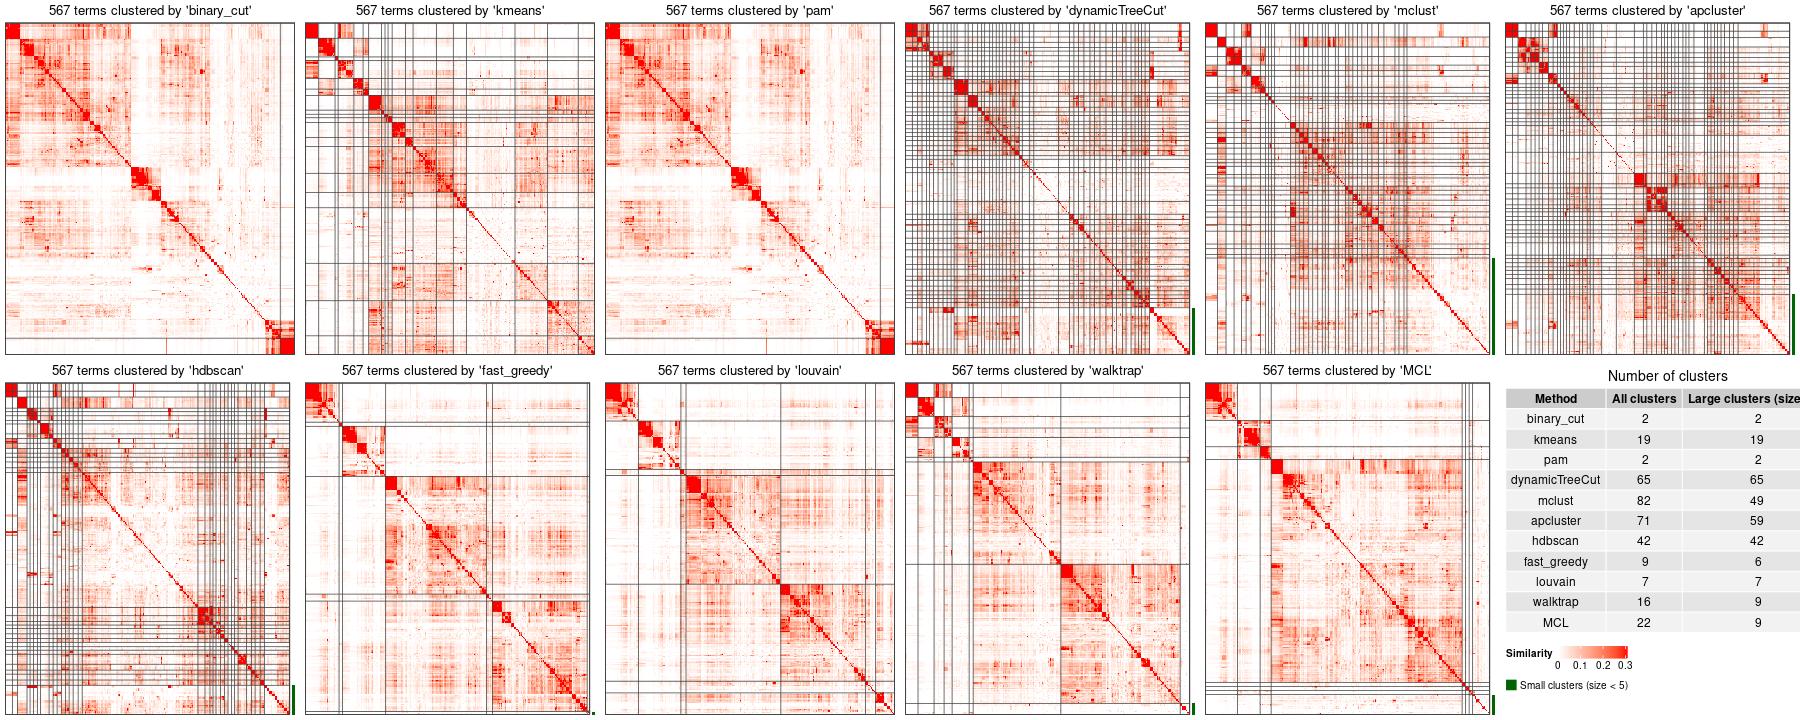 567 terms clustered by 'binary_cut'
567 terms clustered by 'kmeans'
567 terms clustered by 'pam'
567 terms clustered by 'dynamicTreeCut'
567 terms clustered by 'mclust'
567 terms clustered by 'apcluster'
567 terms clustered by 'hdbscan'
567 terms clustered by 'fast_greedy'
567 terms clustered by 'louvain'
567 terms clustered by 'walktrap'
567 terms clustered by 'MCL'
Number of clusters
Method All clusters Large clusters (size
binary_cut 2 2
kmeans 19 19
pam 2 2
dynamicTreeCut 65 65
mclust 82 49
apcluster 71 59
hdbscan 42 42
fast_greedy 9 6
louvain 7 7
walktrap 16 9
MCL 22 9
Similarity
0 0.1 0.2 0.3
Small clusters (size < 5)